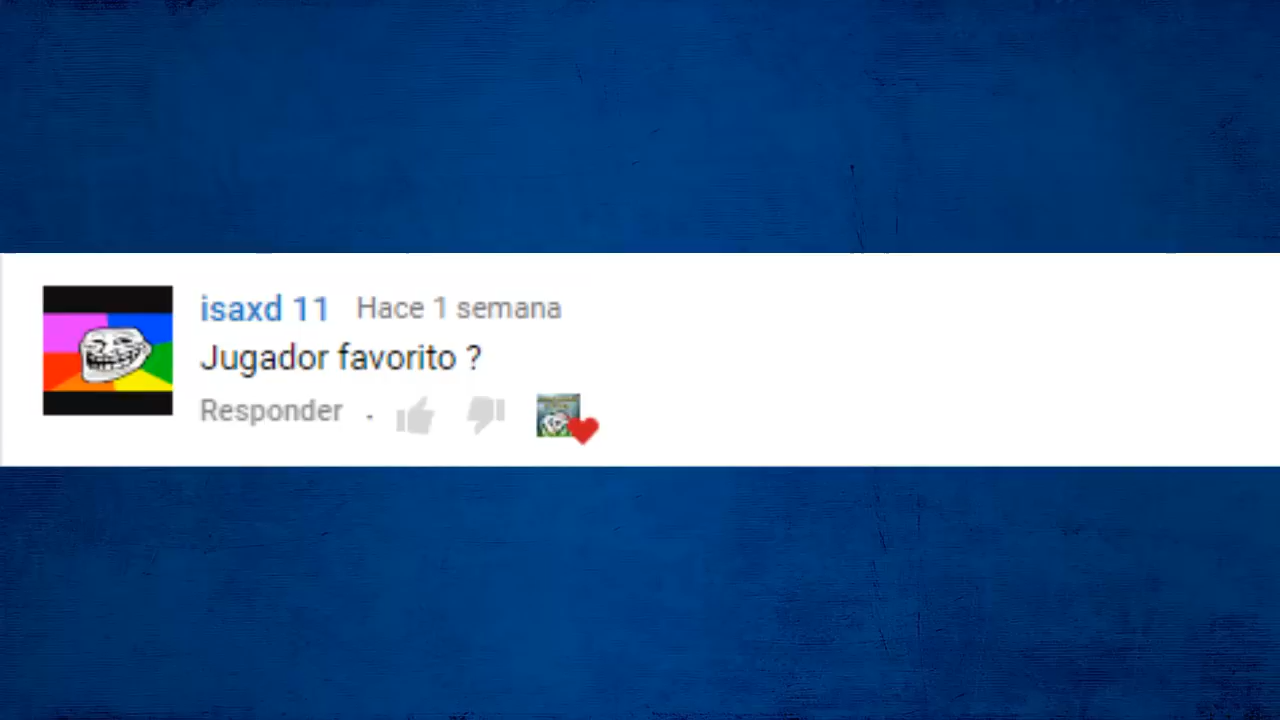 isaxd 11 Hace 1 semana
Jugador favorito ?
Responder .